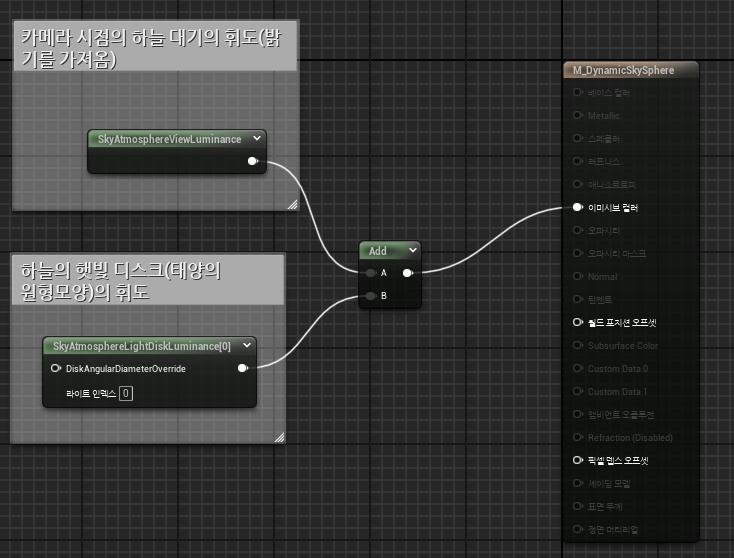 카메라 시점의 하늘 대기의 휘도(밝
기를 가져옴)
SkyAtmosphereViewLuminance
하늘의 햇빛 디스크(태양의
원형모양)의 휘도
SkyAtmosphereLightDiskLuminance[0]
DiskAngularDiameterOverride
라이트 인덱스 0
Add
A
B
M_DynamicSkySphere
베이스 컬러
Metallic
스페큘러
러프니스
애니소트로피
이미시브 컬러
오파시티
오파시티 마스크
Normal
탄젠트
월드 포지션 오프셋
Subsurface Color
Custom Data 0
Custom Data 1
앰비언트 오클루전
Refraction (Disabled)
픽셀 뎁스 오프셋
셰이딩 모델
표면 두께
정면 머티리얼